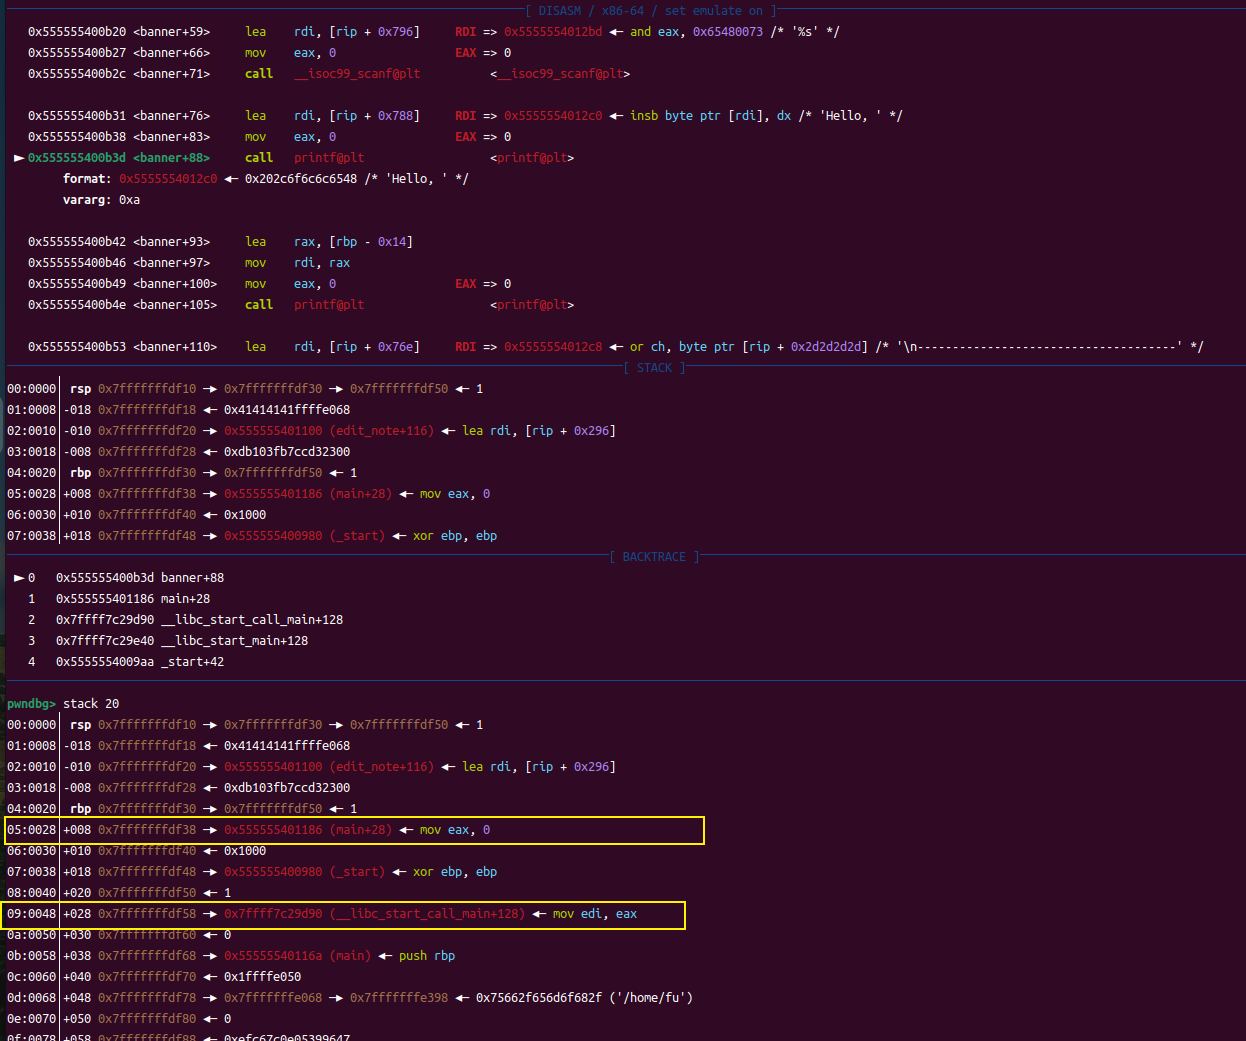 [ DISASM / x86-64 / set emulate on ]
0x555555400b20 <banner+59> lea rdi, [rip + 0x796] RDI => 0x5555554012bd ◂— and eax, 0x65480073 /* '%s' */
0x555555400b27 <banner+66> mov eax, 0 EAX => 0
0x555555400b2c <banner+71> call __isoc99_scanf@plt <__isoc99_scanf@plt>
0x555555400b31 <banner+76> lea rdi, [rip + 0x788] RDI => 0x5555554012c0 ◂— insb byte ptr [rdi], dx /* 'Hello, ' */
0x555555400b38 <banner+83> mov eax, 0 EAX => 0
► 0x555555400b3d <banner+88> call printf@plt <printf@plt>
format: 0x5555554012c0 ◂— 0x202c6f6c6c6548 /* 'Hello, ' */
vararg: 0xa
0x555555400b42 <banner+93> lea rax, [rbp - 0x14]
0x555555400b46 <banner+97> mov rdi, rax
0x555555400b49 <banner+100> mov eax, 0 EAX => 0
0x555555400b4e <banner+105> call printf@plt <printf@plt>
0x555555400b53 <banner+110> lea rdi, [rip + 0x76e] RDI => 0x5555554012c8 ◂— or ch, byte ptr [rip + 0x2d2d2d2d] /* '\n-------------------------------------' */
[ STACK ]
00:0000│ rsp 0x7fffffffdf10 —▸ 0x7fffffffdf30 —▸ 0x7fffffffdf50 ◂— 1
01:0008│-018 0x7fffffffdf18 ◂— 0x41414141ffffe068
02:0010│-010 0x7fffffffdf20 —▸ 0x555555401100 (edit_note+116) ◂— lea rdi, [rip + 0x296]
03:0018│-008 0x7fffffffdf28 ◂— 0xdb103fb7ccd32300
04:0020│ rbp 0x7fffffffdf30 —▸ 0x7fffffffdf50 ◂— 1
05:0028│+008 0x7fffffffdf38 —▸ 0x555555401186 (main+28) ◂— mov eax, 0
06:0030│+010 0x7fffffffdf40 ◂— 0x1000
07:0038│+018 0x7fffffffdf48 —▸ 0x555555400980 (_start) ◂— xor ebp, ebp
[ BACKTRACE ]
► 0 0x555555400b3d banner+88
1 0x555555401186 main+28
2 0x7ffff7c29d90 __libc_start_call_main+128
3 0x7ffff7c29e40 __libc_start_main+128
4 0x5555554009aa _start+42
pwndbg> stack 20
00:0000│ rsp 0x7fffffffdf10 —▸ 0x7fffffffdf30 —▸ 0x7fffffffdf50 ◂— 1
01:0008│-018 0x7fffffffdf18 ◂— 0x41414141ffffe068
02:0010│-010 0x7fffffffdf20 —▸ 0x555555401100 (edit_note+116) ◂— lea rdi, [rip + 0x296]
03:0018│-008 0x7fffffffdf28 ◂— 0xdb103fb7ccd32300
04:0020│ rbp 0x7fffffffdf30 —▸ 0x7fffffffdf50 ◂— 1
05:0028│+008 0x7fffffffdf38 —▸ 0x555555401186 (main+28) ◂— mov eax, 0
06:0030│+010 0x7fffffffdf40 ◂— 0x1000
07:0038│+018 0x7fffffffdf48 —▸ 0x555555400980 (_start) ◂— xor ebp, ebp
08:0040│+020 0x7fffffffdf50 ◂— 1
09:0048│+028 0x7fffffffdf58 —▸ 0x7ffff7c29d90 (__libc_start_call_main+128) ◂— mov edi, eax
0a:0050│+030 0x7fffffffdf60 ◂— 0
0b:0058│+038 0x7fffffffdf68 —▸ 0x55555540116a (main) ◂— push rbp
0c:0060│+040 0x7fffffffdf70 ◂— 0x1ffffe050
0d:0068│+048 0x7fffffffdf78 —▸ 0x7fffffffe068 —▸ 0x7fffffffe398 ◂— 0x75662f656d6f682f ('/home/fu')
0e:0070│+050 0x7fffffffdf80 ◂— 0
0f:0078│+058 0x7fffffffdf88 ◂— 0xefc67c0e05399647